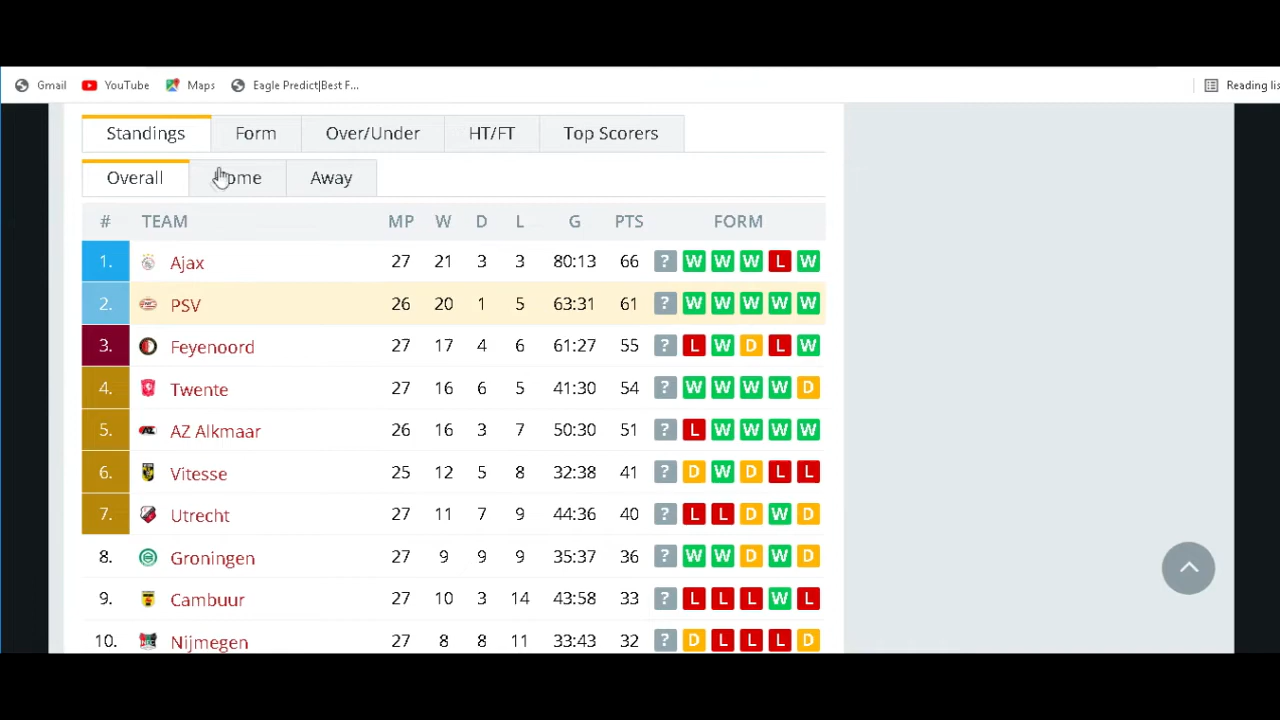 Gmail YouTube Maps Eagle Predict|Best F... Reading lis
Standings Form Over/Under HT/FT Top Scorers
Overall ome Away
# TEAM MP W D L G PTS FORM
1. Ajax 27 21 3 3 80:13 66 ? W W W L W
2. PSV 26 20 1 5 63:31 61 ? W W W W W
3. Feyenoord 27 17 4 6 61:27 55 ? L W D L W
4. Twente 27 16 6 5 41:30 54 ? W W W W D
5. AZ Alkmaar 26 16 3 7 50:30 51 ? L W W W W
6. Vitesse 25 12 5 8 32:38 41 ? D W D L L
7. Utrecht 27 11 7 9 44:36 40 ? L L D W D
8. Groningen 27 9 9 9 35:37 36 ? W W D W D
9. Cambuur 27 10 3 14 43:58 33 ? L L L W L
10. Nijmegen 27 8 8 11 33:43 32 ? D L L L D